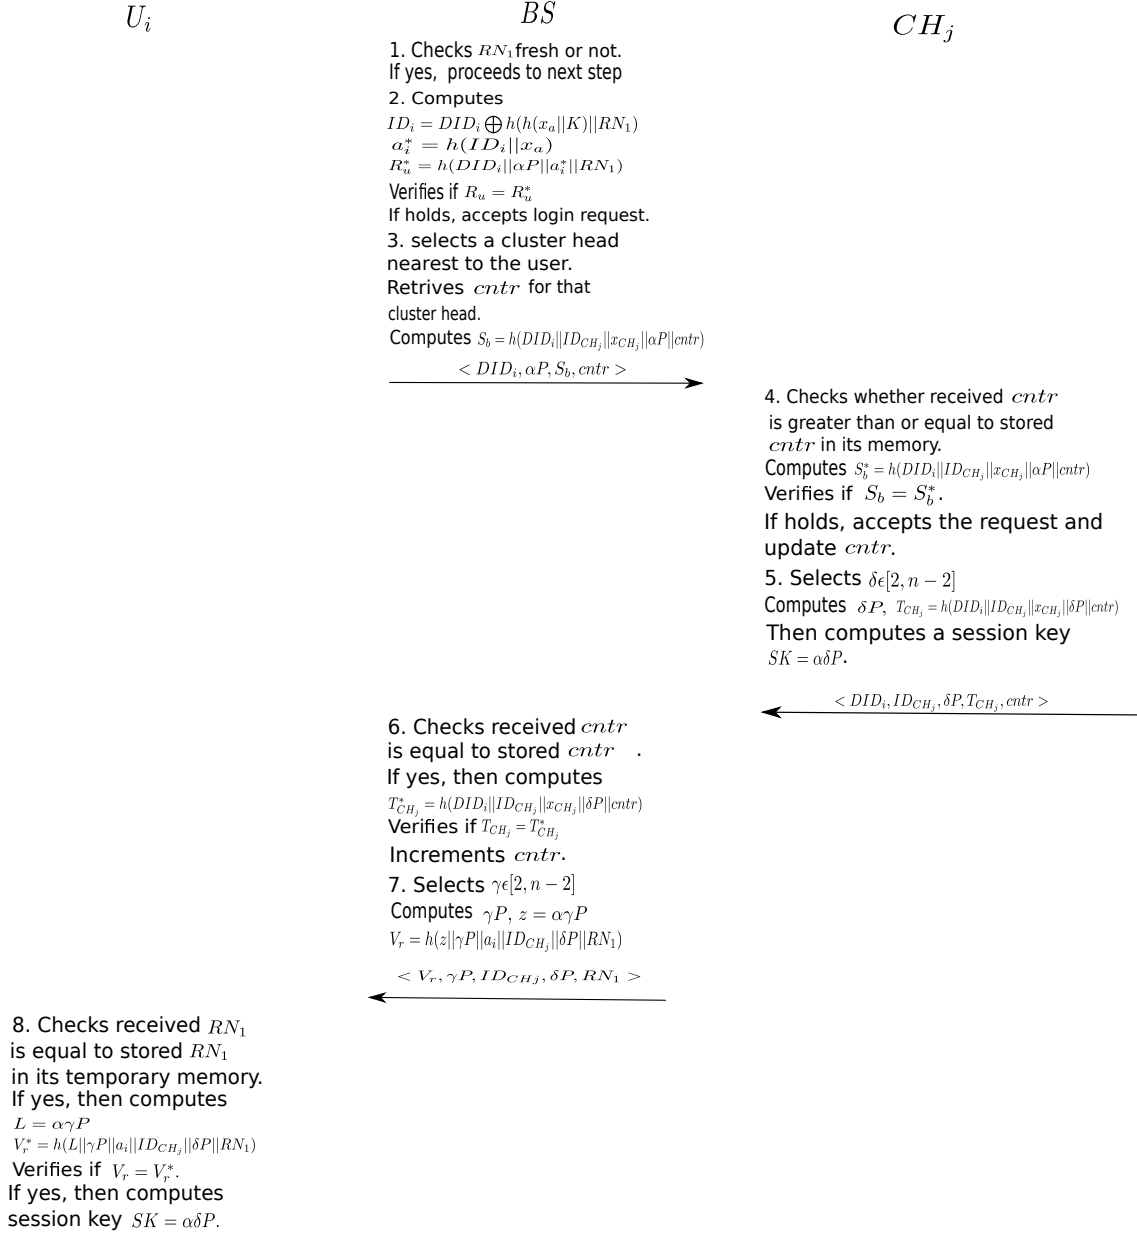 U_i
BS
CH_j
1. Checks RN_1 fresh or not.
If yes, proceeds to next step
2. Computes
ID_i = DID_i ⊕ h(h(x_a||K)||RN_1)
a_i^* = h(ID_i||x_a)
R_u^* = h(DID_i||αP||a_i^*||RN_1)
Verifies if R_u = R_u^*
If holds, accepts login request.
3. selects a cluster head
nearest to the user.
Retrives cntr for that
cluster head.
Computes S_b = h(DID_i||ID_{CH_j}||x_{CH_j}||αP||cntr)
< DID_i, αP, S_b, cntr >
4. Checks whether received cntr
is greater than or equal to stored
cntr in its memory.
Computes S_b^* = h(DID_i||ID_{CH_j}||x_{CH_j}||αP||cntr)
Verifies if S_b = S_b^*.
If holds, accepts the request and
update cntr.
5. Selects δϵ[2, n − 2]
Computes δP, T_{CH_j} = h(DID_i||ID_{CH_j}||x_{CH_j}||δP||cntr)
Then computes a session key
SK = αδP.
< DID_i, ID_{CH_j}, δP, T_{CH_j}, cntr >
6. Checks received cntr
is equal to stored cntr .
If yes, then computes
T_{CH_j}^* = h(DID_i||ID_{CH_j}||x_{CH_j}||δP||cntr)
Verifies if T_{CH_j} = T_{CH_j}^*
Increments cntr.
7. Selects γϵ[2, n − 2]
Computes γP, z = αγP
V_r = h(z||γP||a_i||ID_{CH_j}||δP||RN_1)
< V_r, γP, ID_{CHj}, δP, RN_1 >
8. Checks received RN_1
is equal to stored RN_1
in its temporary memory.
If yes, then computes
L = αγP
V_r^* = h(L||γP||a_i||ID_{CH_j}||δP||RN_1)
Verifies if V_r = V_r^*.
If yes, then computes
session key SK = αδP.